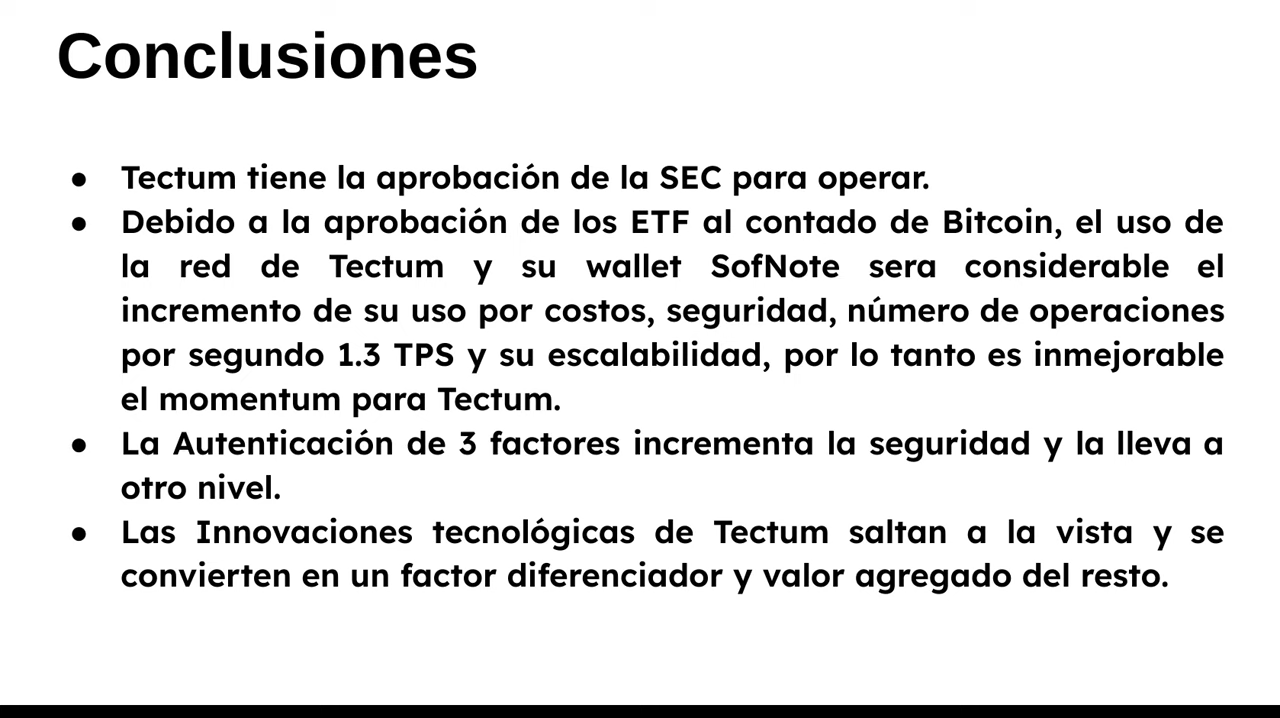 Conclusiones
● Tectum tiene la aprobación de la SEC para operar.
● Debido a la aprobación de los ETF al contado de Bitcoin, el uso de
la red de Tectum y su wallet SofNote sera considerable el
incremento de su uso por costos, seguridad, número de operaciones
por segundo 1.3 TPS y su escalabilidad, por lo tanto es inmejorable
el momentum para Tectum.
● La Autenticación de 3 factores incrementa la seguridad y la lleva a
otro nivel.
● Las Innovaciones tecnológicas de Tectum saltan a la vista y se
convierten en un factor diferenciador y valor agregado del resto.